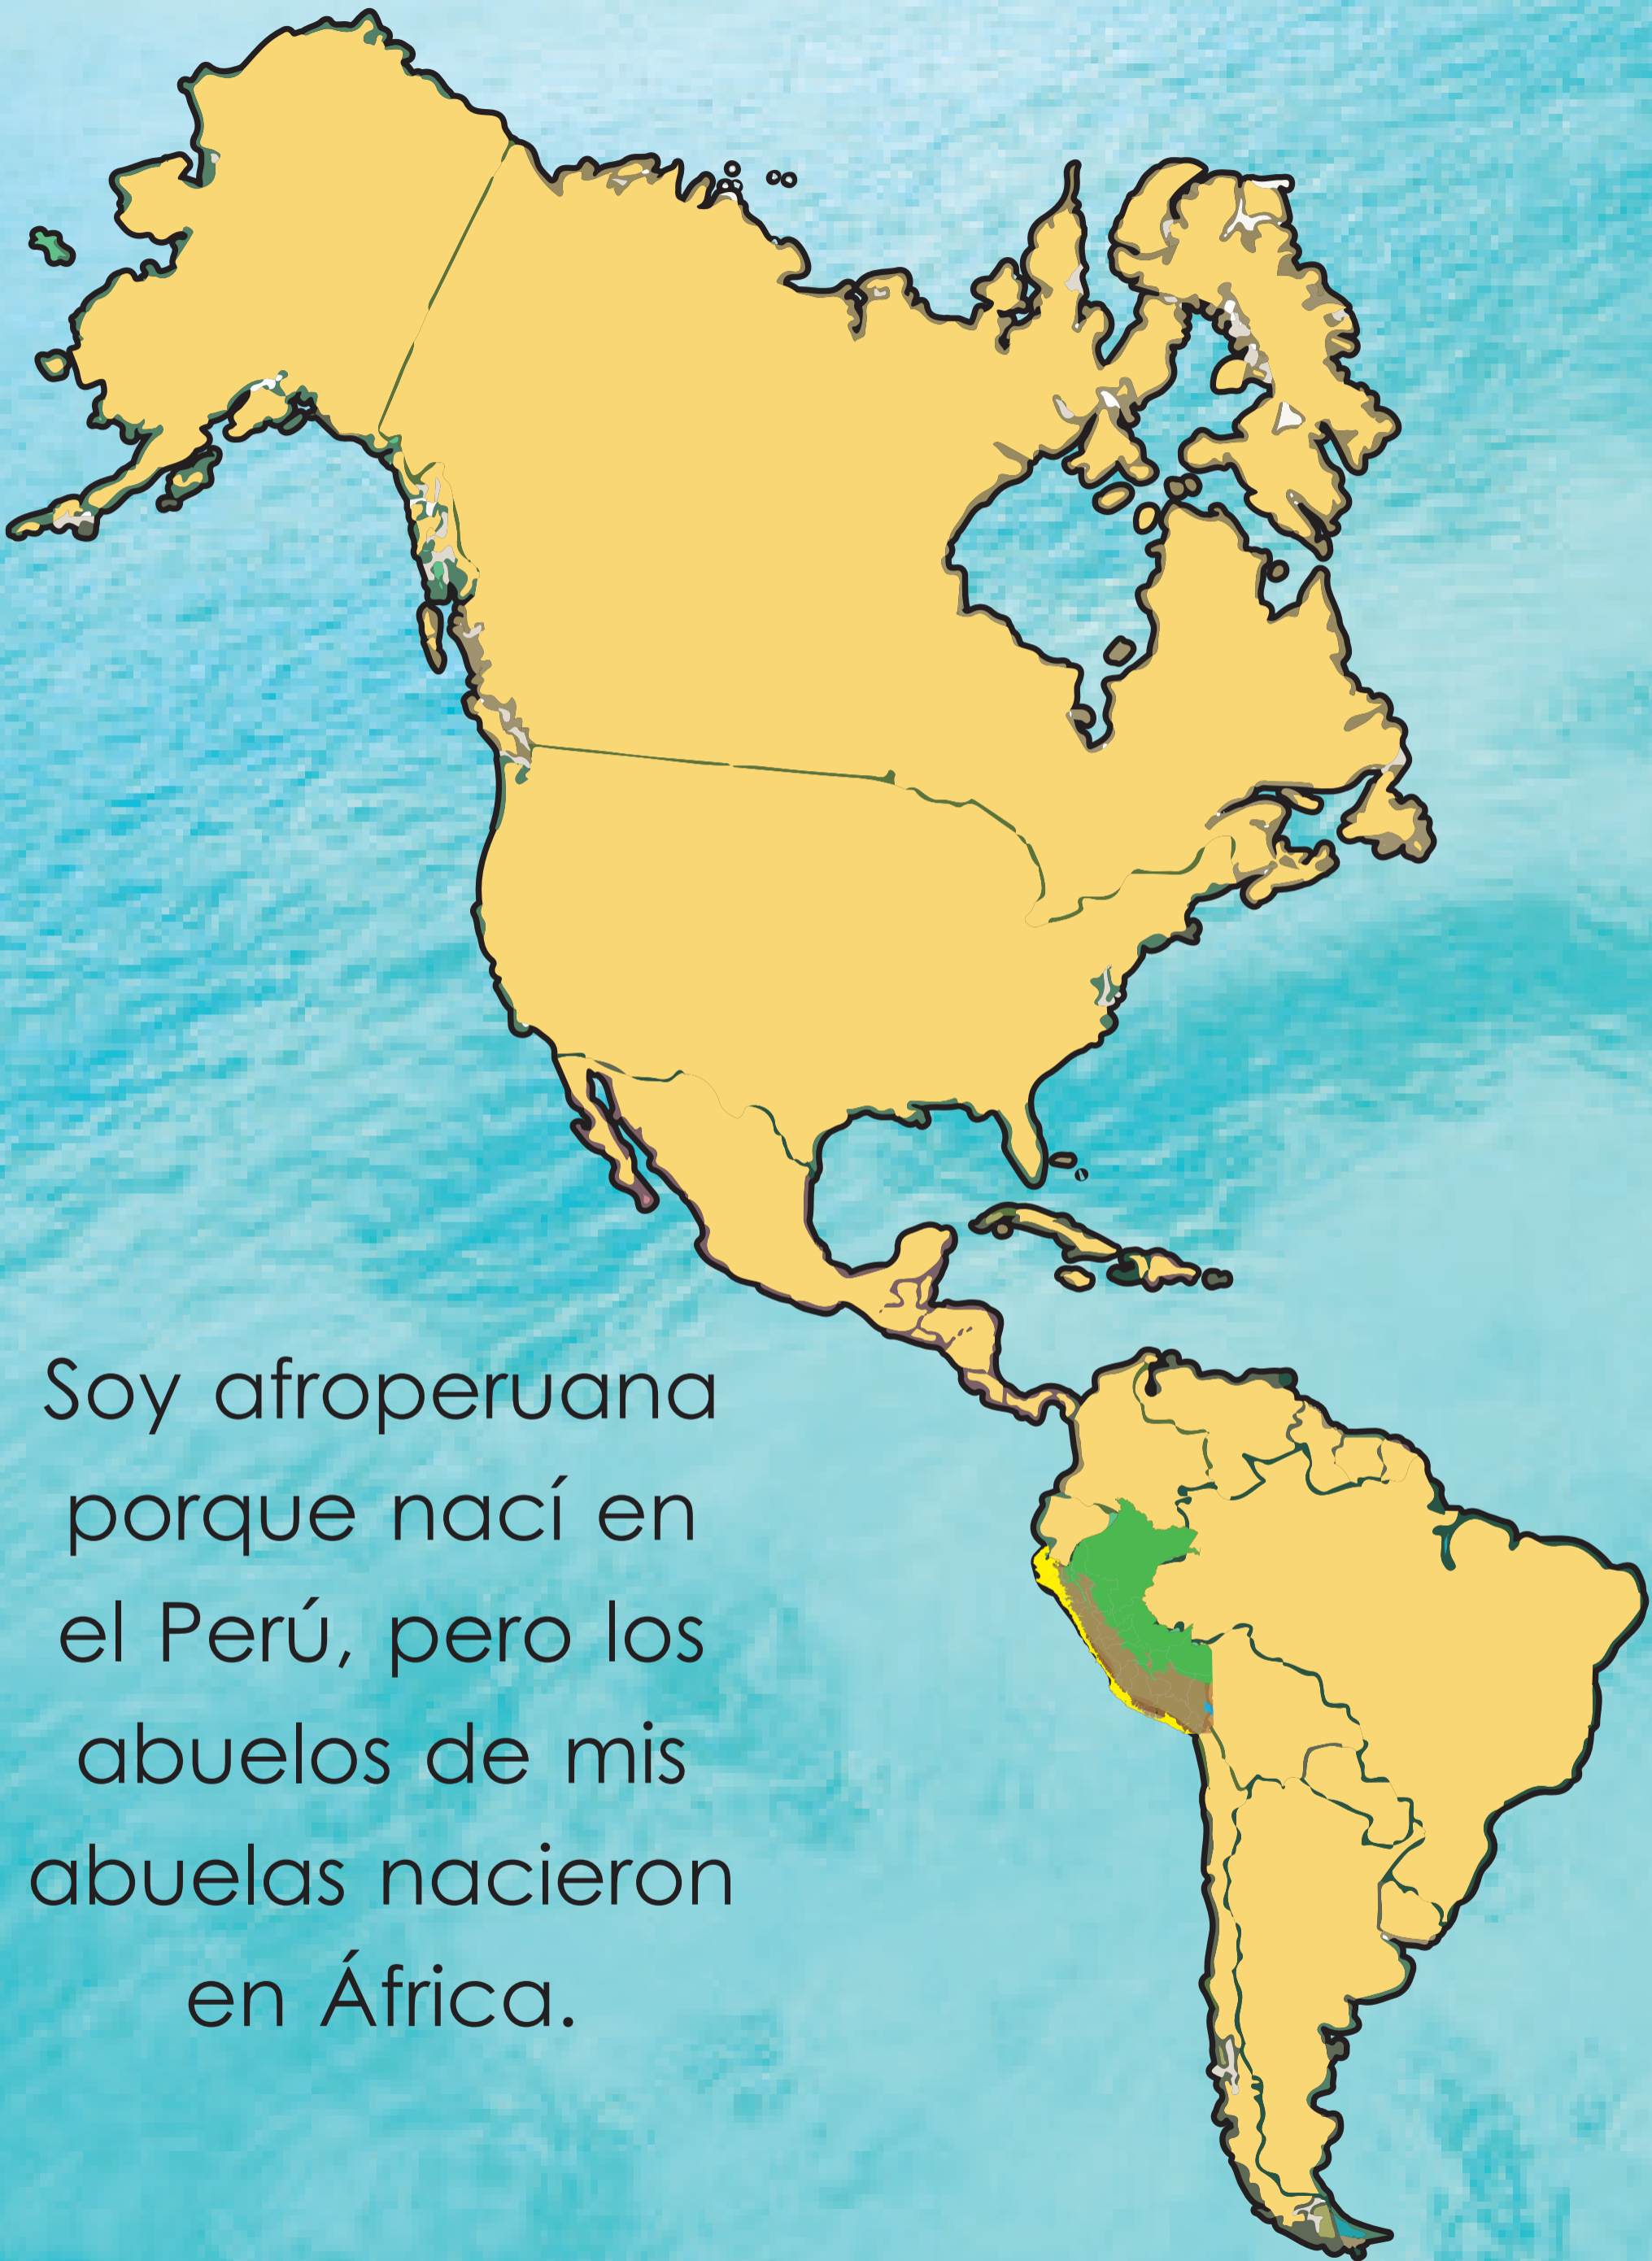 Soy afroperuana
porque nací en
el Perú, pero los
abuelos de mis
abuelas nacieron
en África.